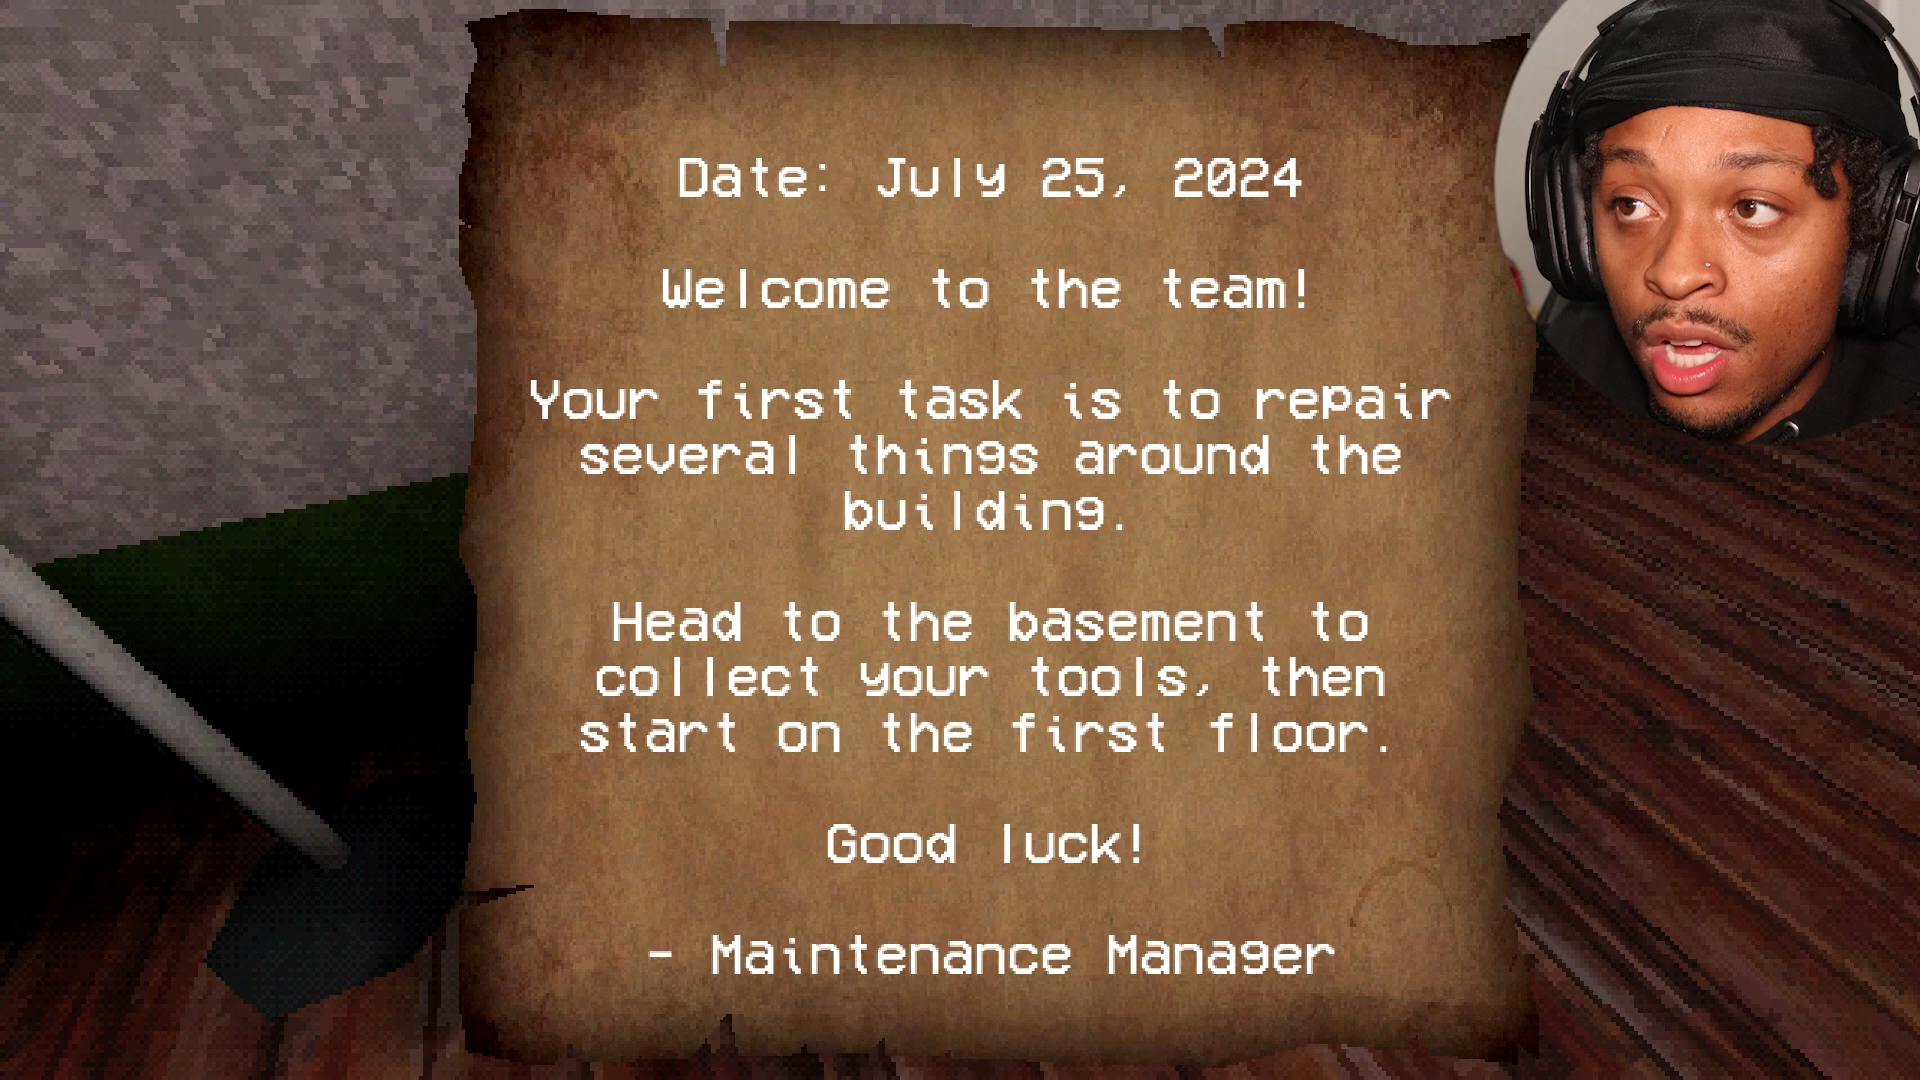 Date: July 25, 2024
Welcome to the team!
Your first task is to repair
several things around the
building.
Head to the basement to
collect your tools, then
start on the first floor.
Good luck!
- Maintenance Manager